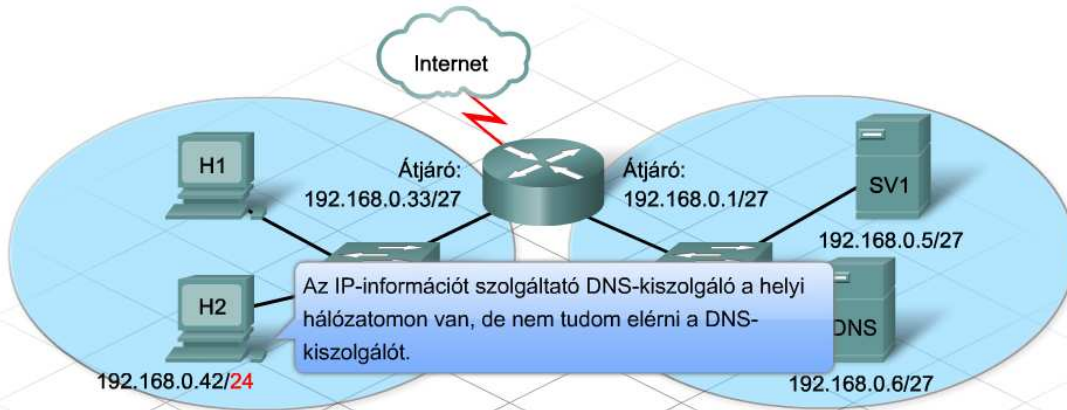 Internet
H1
Átjáró:
192.168.0.33/27
Átjáró:
192.168.0.1/27
SV1
192.168.0.5/27
H2
Az IP-információt szolgáltató DNS-kiszolgáló a helyi
hálózatomon van, de nem tudom elérni a DNS-
kiszolgálót.
DNS
192.168.0.42/24
192.168.0.6/27